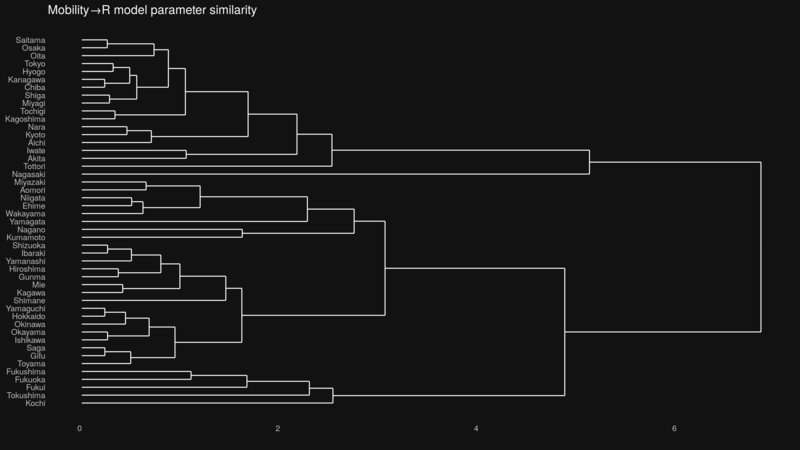 Mobility→R model parameter similarity
Saitama
Osaka
Oita
Tokyo
Hyogo
Kanagawa
Chiba
Shiga
Miyagi
Tochigi
Kagoshima
Nara
Kyoto
Aichi
Iwate
Akita
Tottori
Nagasaki
Miyazaki
Aomori
Niigata
Ehime
Wakayama
Yamagata
Nagano
Kumamoto
Shizuoka
Ibaraki
Yamanashi
Hiroshima
Gunma
Mie
Kagawa
Shimane
Yamaguchi
Hokkaido
Okinawa
Okayama
Ishikawa
Saga
Gifu
Toyama
Fukushima
Fukuoka
Fukui
Tokushima
Kochi
0 2 4 6